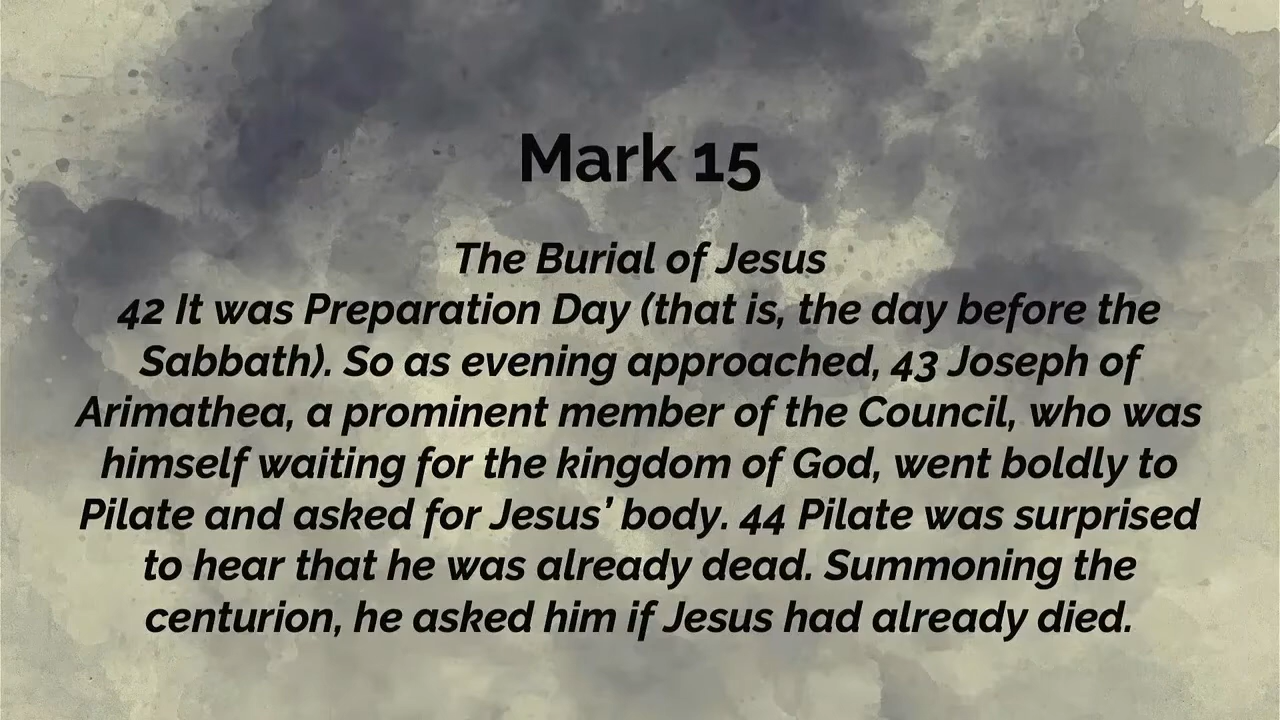 Mark 15
The Burial of Jesus
42 It was Preparation Day (that is, the day before the
Sabbath). So as evening approached, 43 Joseph of
Arimathea, a prominent member of the Council, who was
himself waiting for the kingdom of God, went boldly to
Pilate and asked for Jesus’ body. 44 Pilate was surprised
to hear that he was already dead. Summoning the
centurion, he asked him if Jesus had already died.